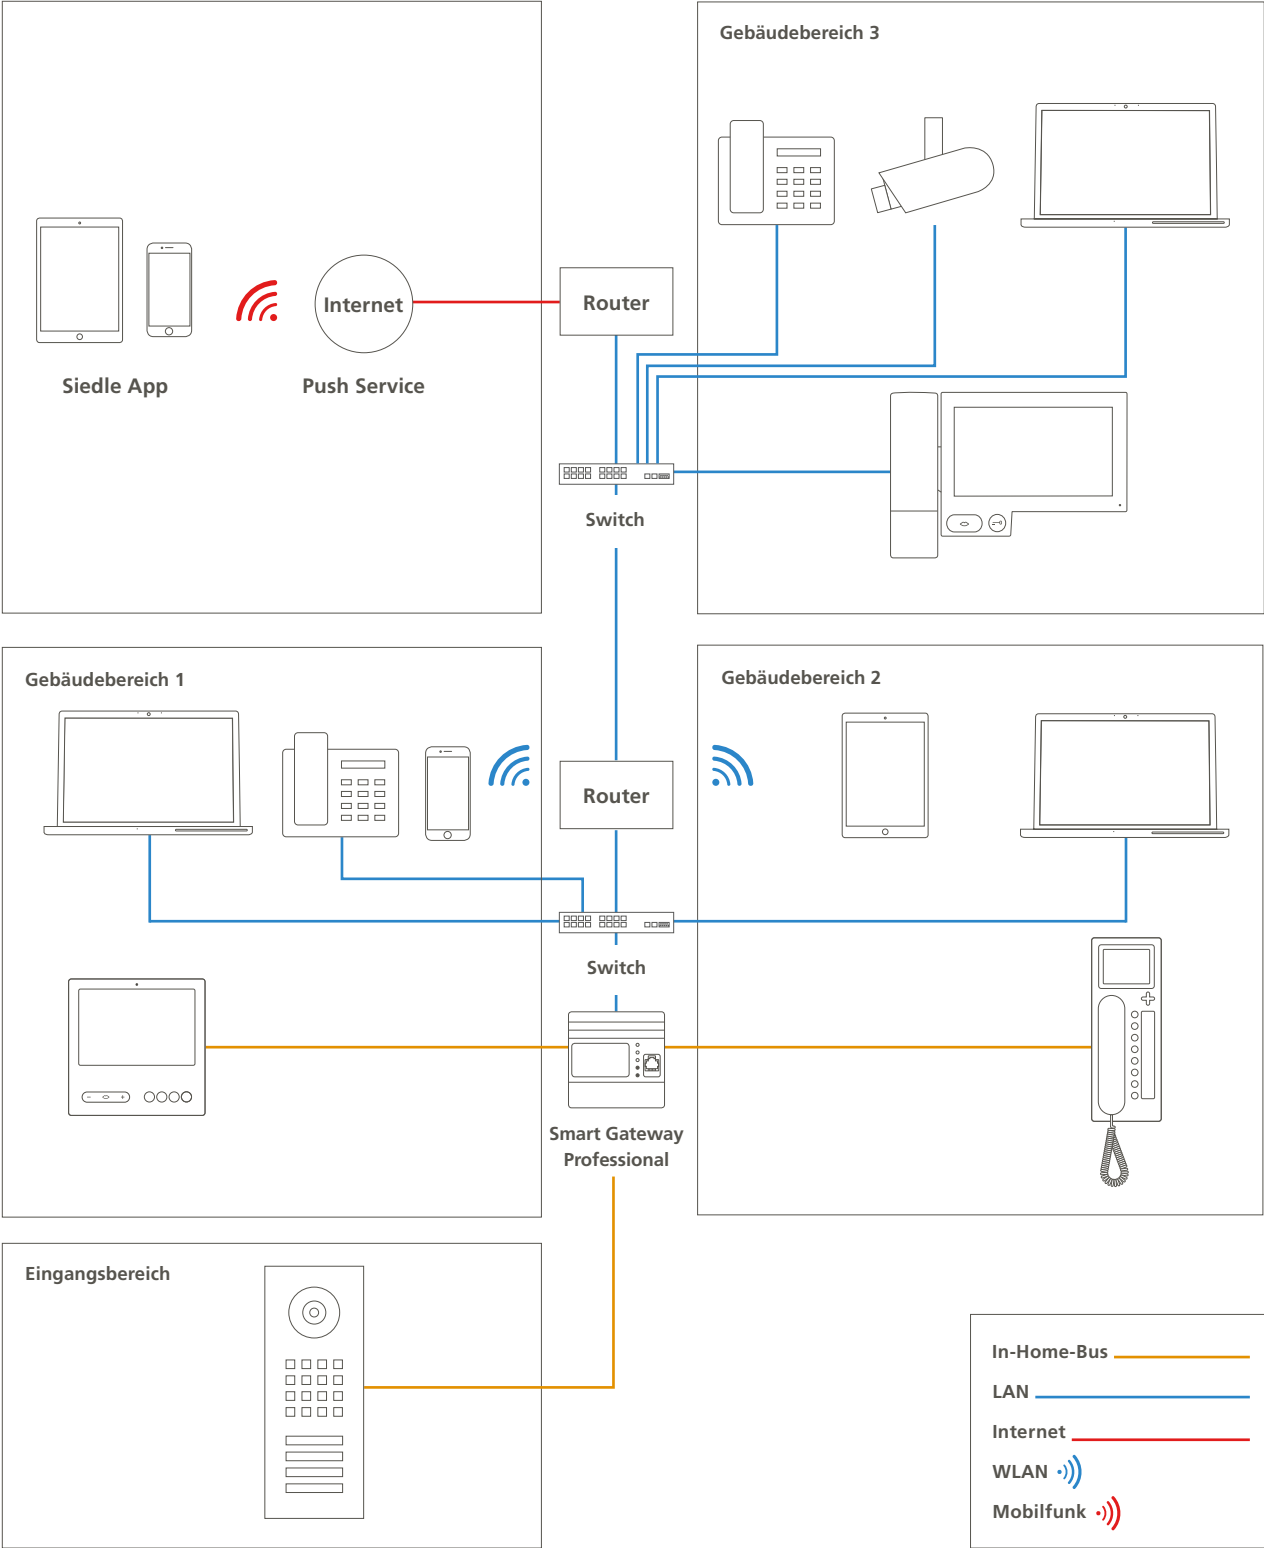 Gebäudebereich 3
Internet
Router
Siedle App
Push Service
Switch
Gebäudebereich 1
Gebäudebereich 2
Router
Switch
Smart Gateway
Professional
Eingangsbereich
In-Home-Bus
LAN
Internet
WLAN
Mobilfunk